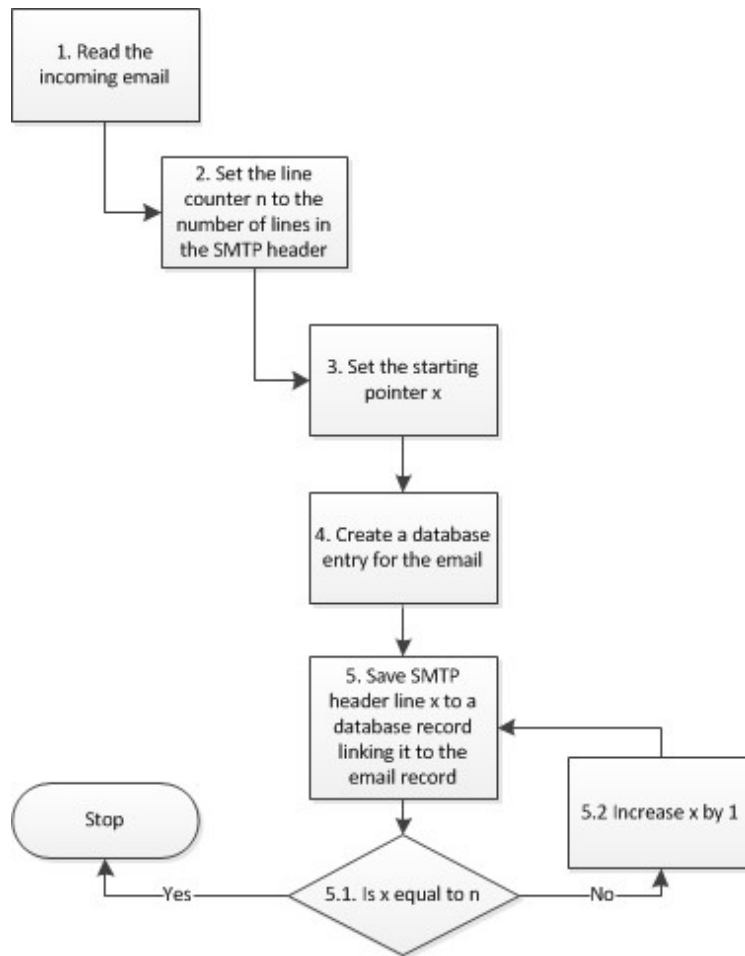 1. Read the
incoming email
2. Set the line
counter n to the
number of lines in
the SMTP header
3. Set the starting
pointer x
4. Create a database
entry for the email
5. Save SMTP
header line x to a
database record
linking it to the
email record
5.2 Increase x by 1
Stop
5.1. Is x equal to n
Yes
No